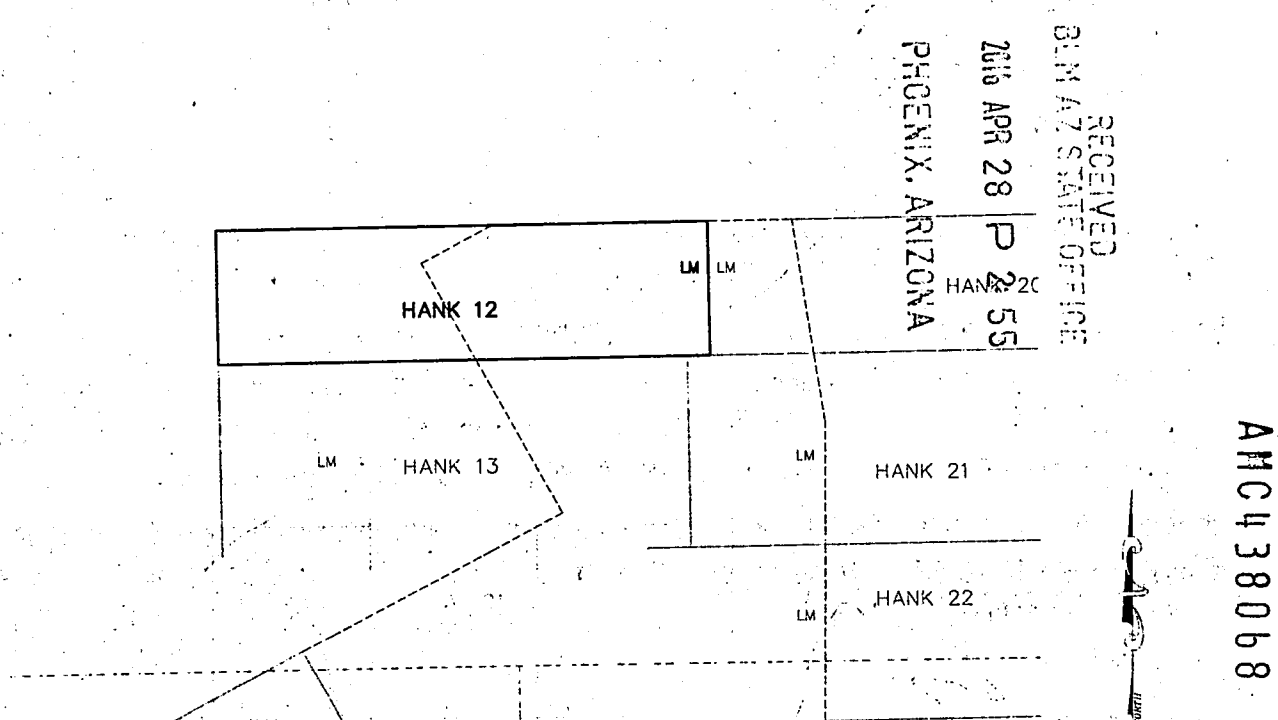 RECEIVED
BLM AZ STATE OFFICE
2016 APR 28 P 2:55
PHOENIX, ARIZONA
LM
LM
HANK 12
HANK 20
LM
HANK 13
LM
HANK 21
LM
HANK 22
AMC438068